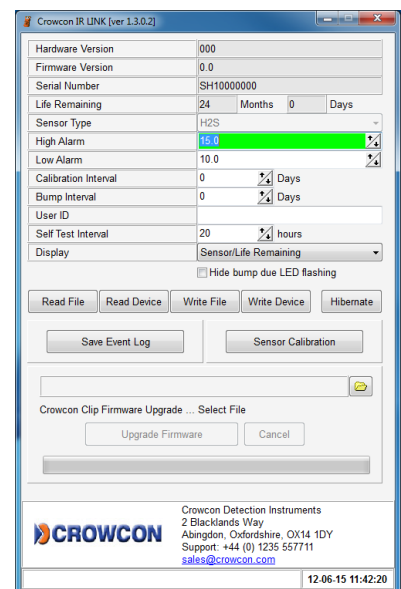 Crowcon IR LINK [ver 1.3.0.2]
Hardware Version 000
Firmware Version 0.0
Serial Number SH10000000
Life Remaining 24 Months 0 Days
Sensor Type H2S
High Alarm 15.0
Low Alarm 10.0
Calibration Interval 0 Days
Bump Interval 0 Days
User ID
Self Test Interval 20 hours
Display Sensor/Life Remaining
Hide bump due LED flashing
Read File Read Device Write File Write Device Hibernate
Save Event Log Sensor Calibration
Crowcon Clip Firmware Upgrade ... Select File
Upgrade Firmware Cancel
CROWCON
Crowcon Detection Instruments
2 Blacklands Way
Abingdon, Oxfordshire, OX14 1DY
Support: +44 (0) 1235 557711
sales@crowcon.com
12-06-15 11:42:20